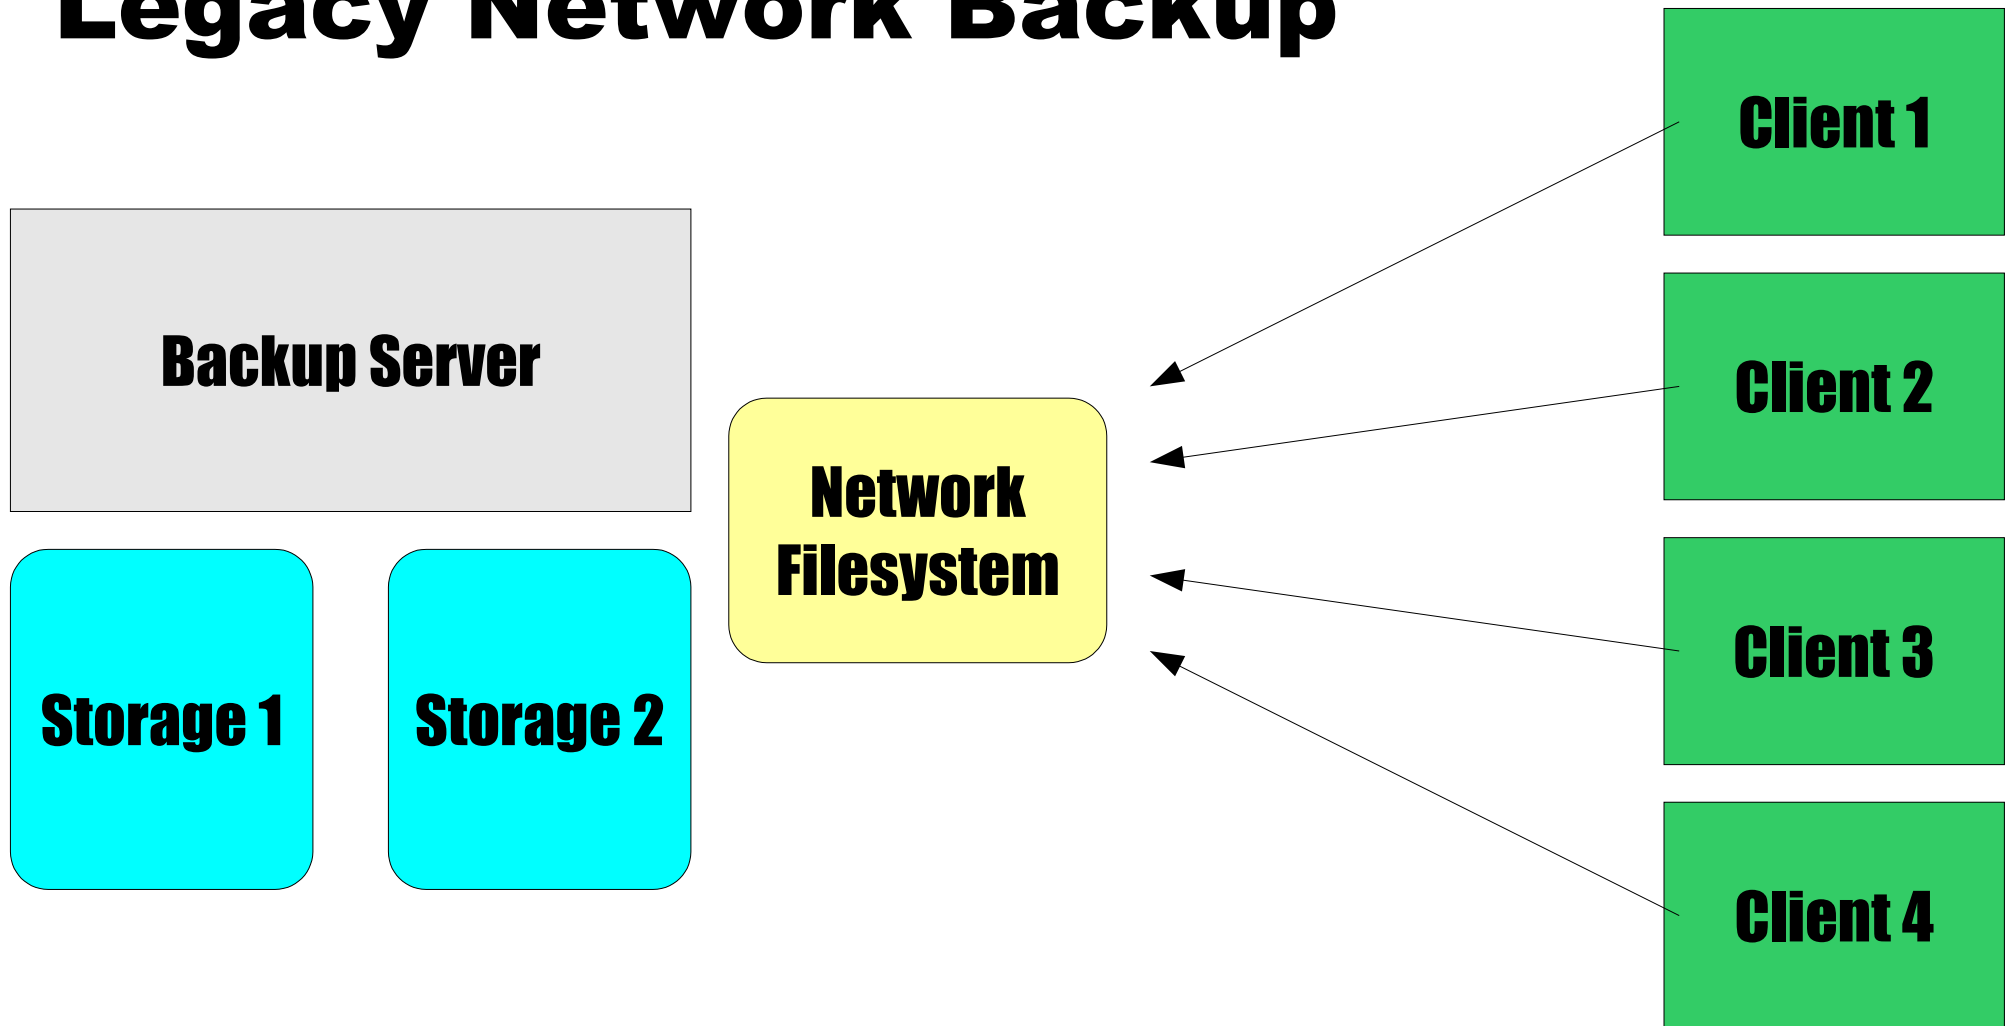 Legacy Network Backup
Client 1
Backup Server
Client 2
Network
Filesystem
Client 3
Storage 1
Storage 2
Client 4